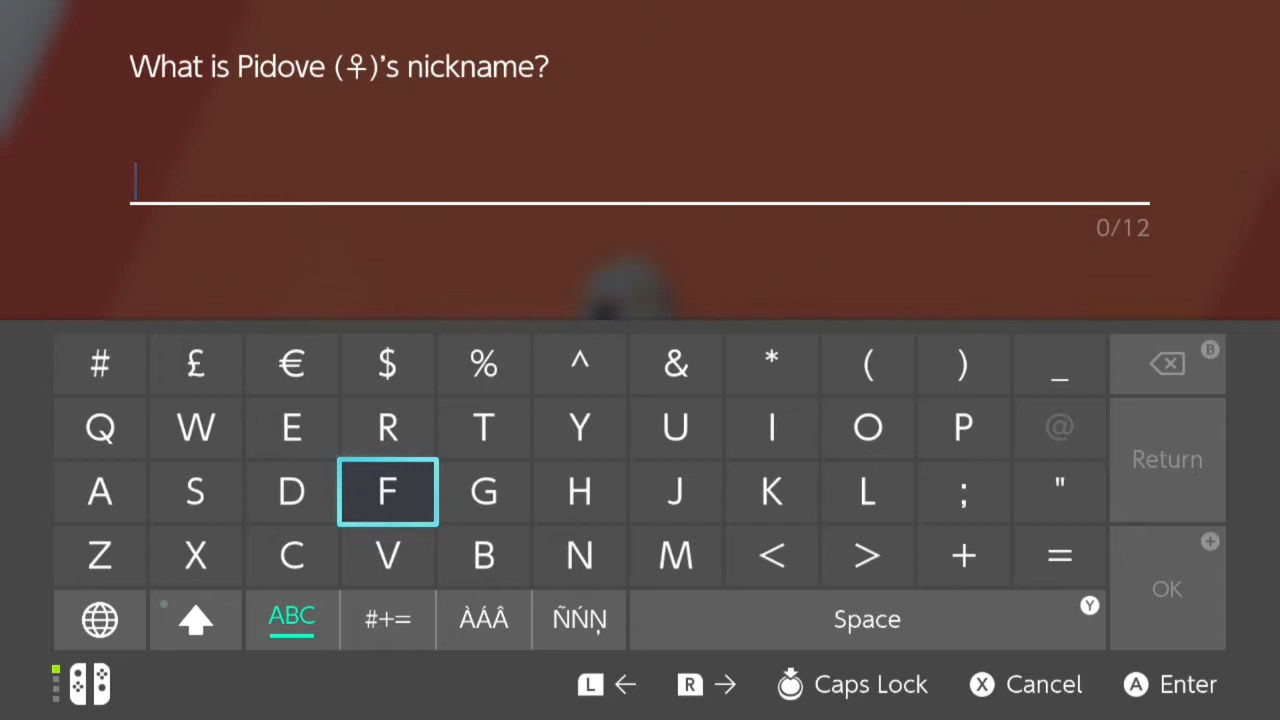 What is Pidove (♀)'s nickname?
0/12
# £ € $ % ^ & * ( ) _
B
Q W E R T Y U I O P @
Return
A S D F G H J K L ; "
Z X C V B N M < > + =
+
OK
ABC #+= ÀÁÂ ÑŃŅ Space Y
L ← R → Caps Lock X Cancel A Enter